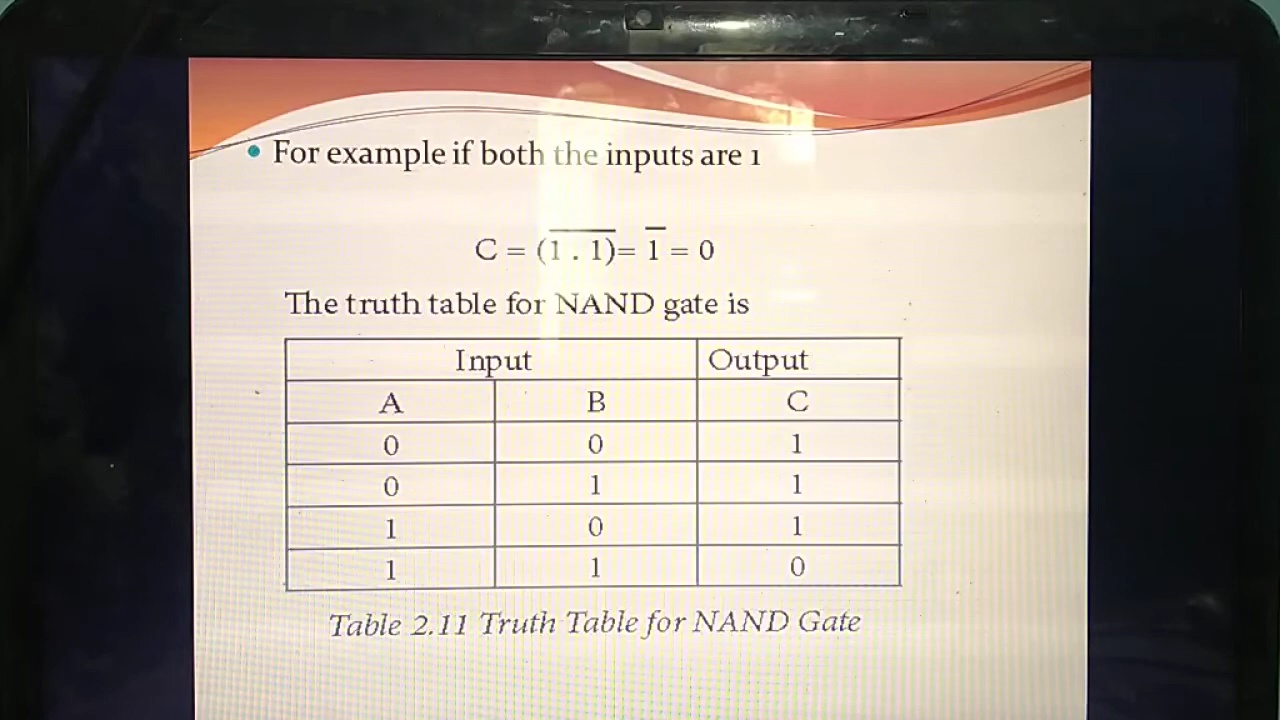 • For example if both the inputs are 1
C = (1 . 1)= 1 = 0
The truth table for NAND gate is
Input Output
A B C
0 0 1
0 1 1
1 0 1
1 1 0
Table 2.11 Truth Table for NAND Gate